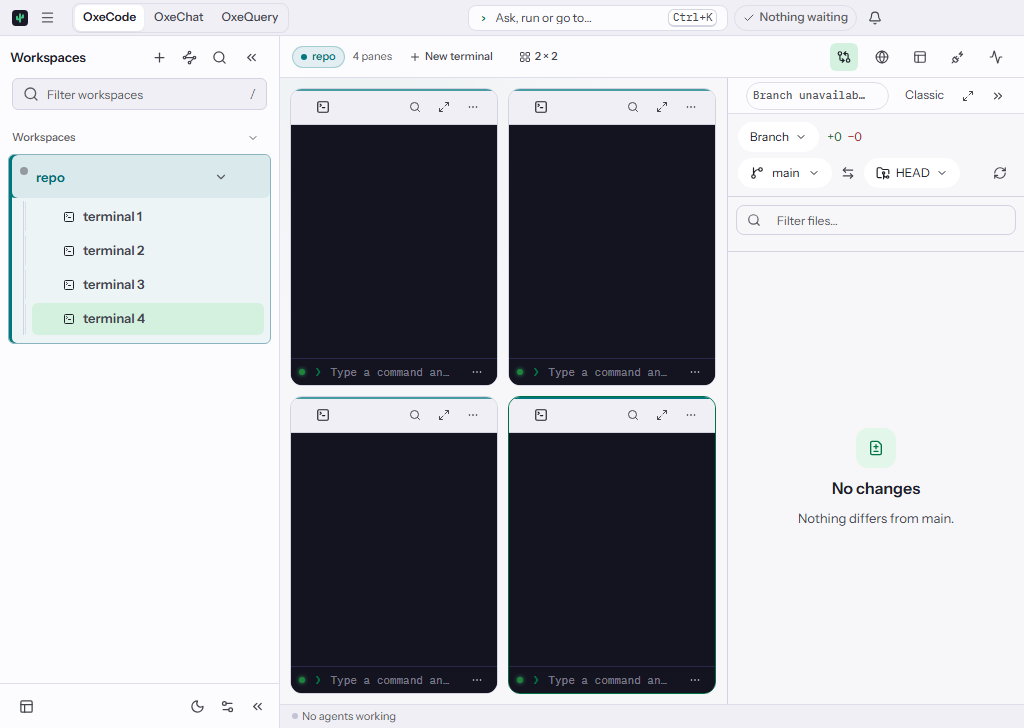 OxeCode OxeChat OxeQuery
› Ask, run or go to... Ctrl+K
Nothing waiting
Workspaces
Filter workspaces /
Workspaces
repo
terminal 1
terminal 2
terminal 3
terminal 4
repo 4 panes + New terminal 2×2
❯ Type a command an…
❯ Type a command an…
❯ Type a command an…
❯ Type a command an…
Branch unavailab… Classic
Branch +0 −0
main HEAD
Filter files...
No changes
Nothing differs from main.
No agents working